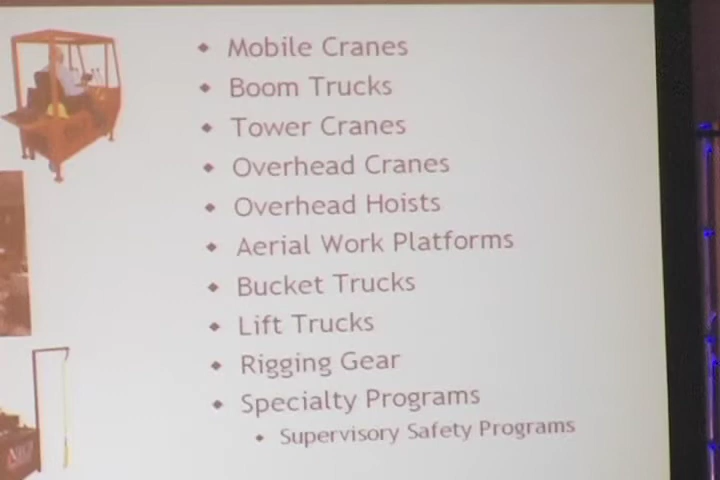 Mobile Cranes
Boom Trucks
Tower Cranes
Overhead Cranes
Overhead Hoists
Aerial Work Platforms
Bucket Trucks
Lift Trucks
Rigging Gear
Specialty Programs
Supervisory Safety Programs